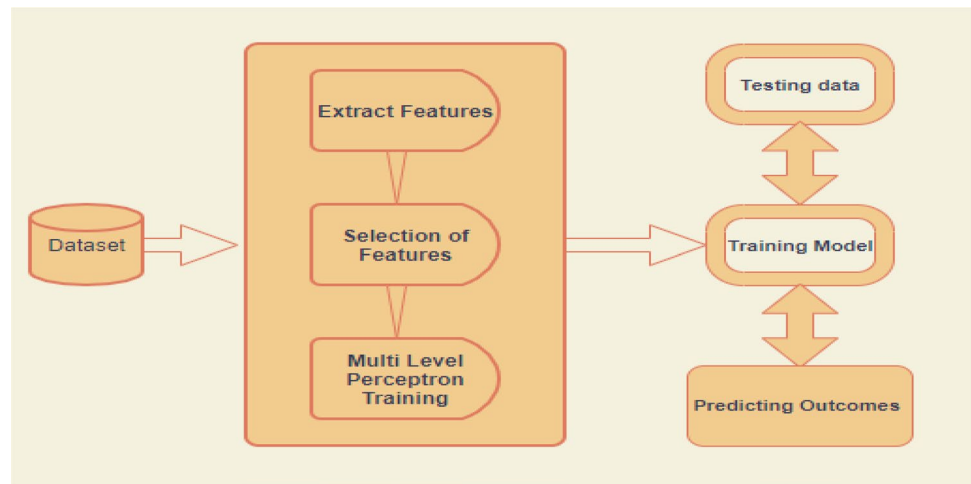 Dataset
Extract Features
Selection of
Features
Multi Level
Perceptron
Training
Testing data
Training Model
Predicting Outcomes